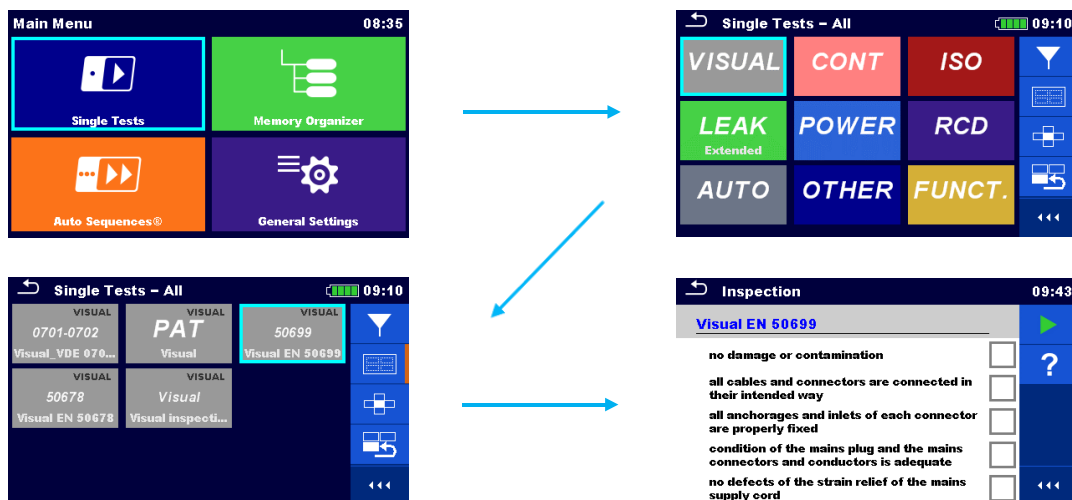 Main Menu 08:35
Single Tests
Memory Organizer
Auto Sequences®
General Settings
Single Tests – All 09:10
VISUAL
CONT
ISO
LEAK
Extended
POWER
RCD
AUTO
OTHER
FUNCT.
Single Tests – All 09:10
VISUAL
0701-0702
Visual_VDE 070...
VISUAL
PAT
Visual
VISUAL
50699
Visual EN 50699
VISUAL
50678
Visual EN 50678
VISUAL
Visual
Visual inspecti...
Inspection 09:43
Visual EN 50699
no damage or contamination
all cables and connectors are connected in
their intended way
all anchorages and inlets of each connector
are properly fixed
condition of the mains plug and the mains
connectors and conductors is adequate
no defects of the strain relief of the mains
supply cord
?